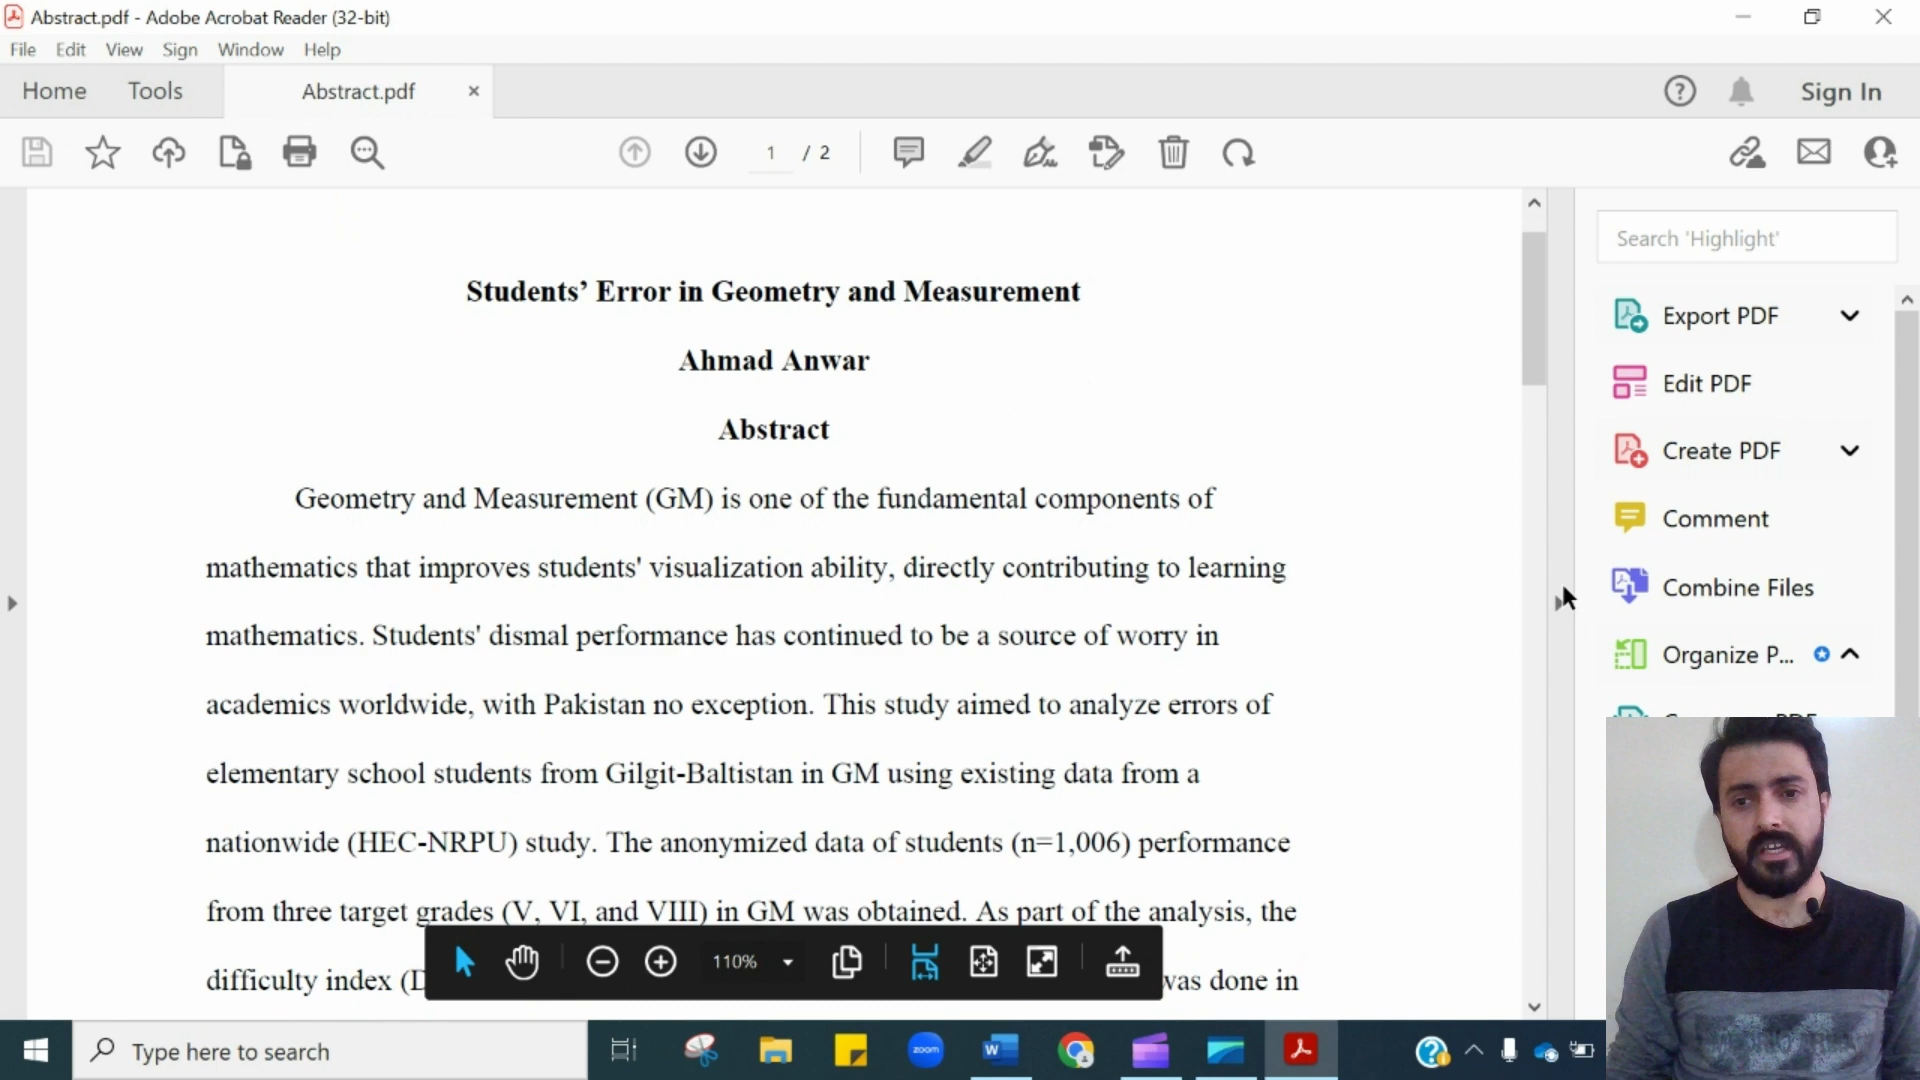 Abstract.pdf - Adobe Acrobat Reader (32-bit)
File Edit View Sign Window Help
Home Tools Abstract.pdf Sign In
1 / 2
Search 'Highlight'
Students’ Error in Geometry and Measurement
Ahmad Anwar
Abstract
Geometry and Measurement (GM) is one of the fundamental components of
mathematics that improves students' visualization ability, directly contributing to learning
mathematics. Students' dismal performance has continued to be a source of worry in
academics worldwide, with Pakistan no exception. This study aimed to analyze errors of
elementary school students from Gilgit-Baltistan in GM using existing data from a
nationwide (HEC-NRPU) study. The anonymized data of students (n=1,006) performance
from three target grades (V, VI, and VIII) in GM was obtained. As part of the analysis, the
difficulty index (D was done in
110%
Export PDF
Edit PDF
Create PDF
Comment
Combine Files
Organize P...
Type here to search
zoom
W